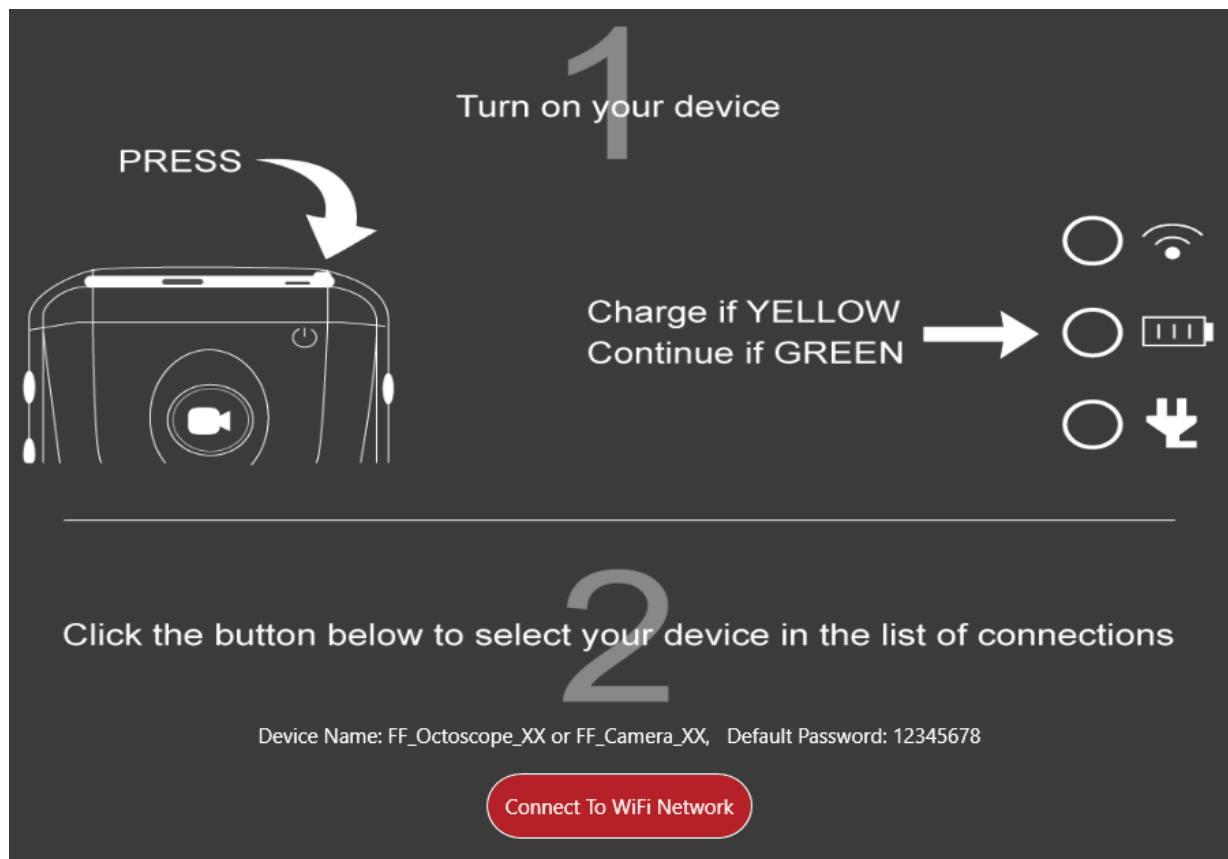 1
Turn on your device
PRESS
Charge if YELLOW
Continue if GREEN
2
Click the button below to select your device in the list of connections
Device Name: FF_Octoscope_XX or FF_Camera_XX, Default Password: 12345678
Connect To WiFi Network